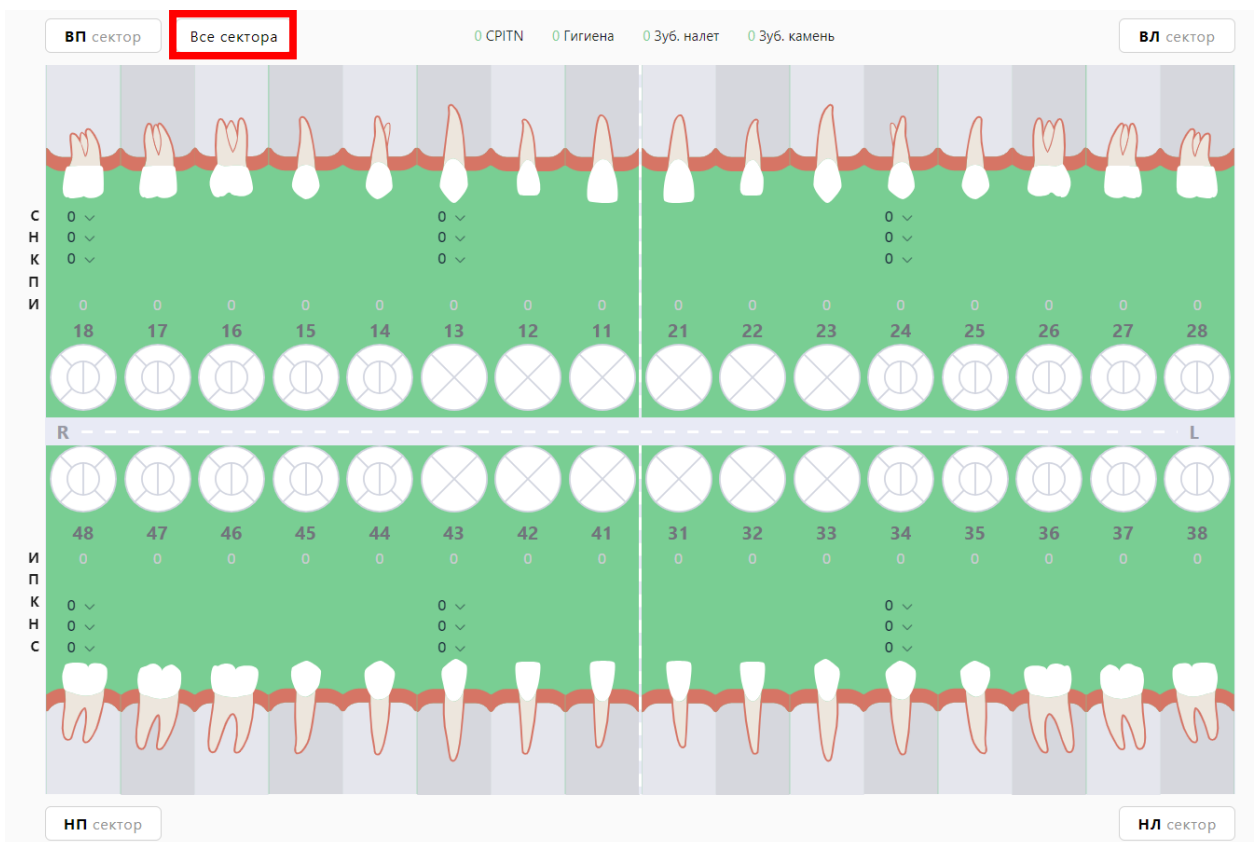 ВП сектор Все сектора 0 CPITN 0 Гигиена 0 Зуб. налет 0 Зуб. камень ВЛ сектор
С 0 0 0
Н 0 0 0
К 0 0 0
П
И 0 0 0 0 0 0 0 0 0 0 0 0 0 0 0 0
18 17 16 15 14 13 12 11 21 22 23 24 25 26 27 28
R L
48 47 46 45 44 43 42 41 31 32 33 34 35 36 37 38
И 0 0 0 0 0 0 0 0 0 0 0 0 0 0 0 0
П
К 0 0 0
Н 0 0 0
С 0 0 0
НП сектор НЛ сектор